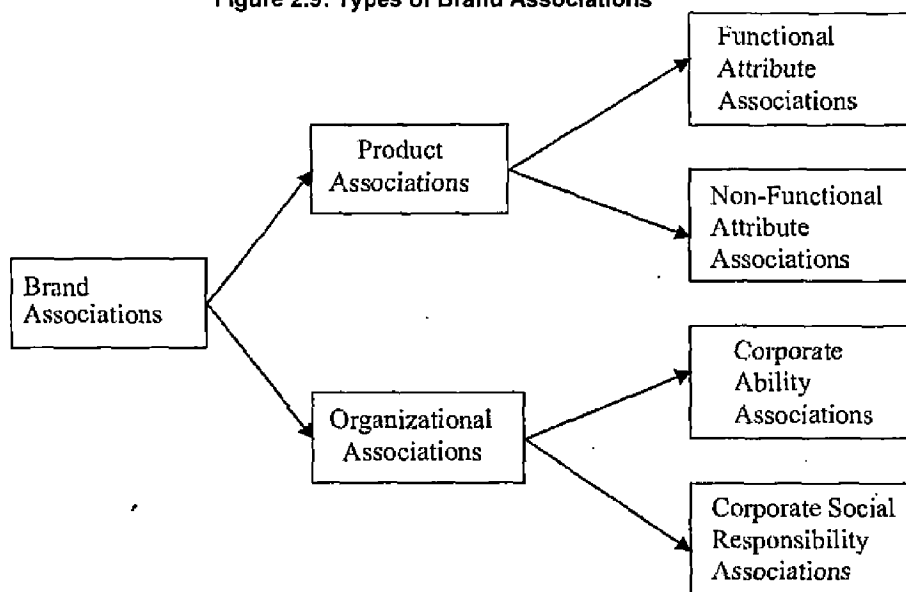 Figure 2.9: Types of Brand Associations
Functional
Attribute
Associations
Product
Associations
Non-Functional
Attribute
Associations
Brand
Associations
Corporate
Ability
Associations
Organizational
Associations
Corporate Social
Responsibility
Associations